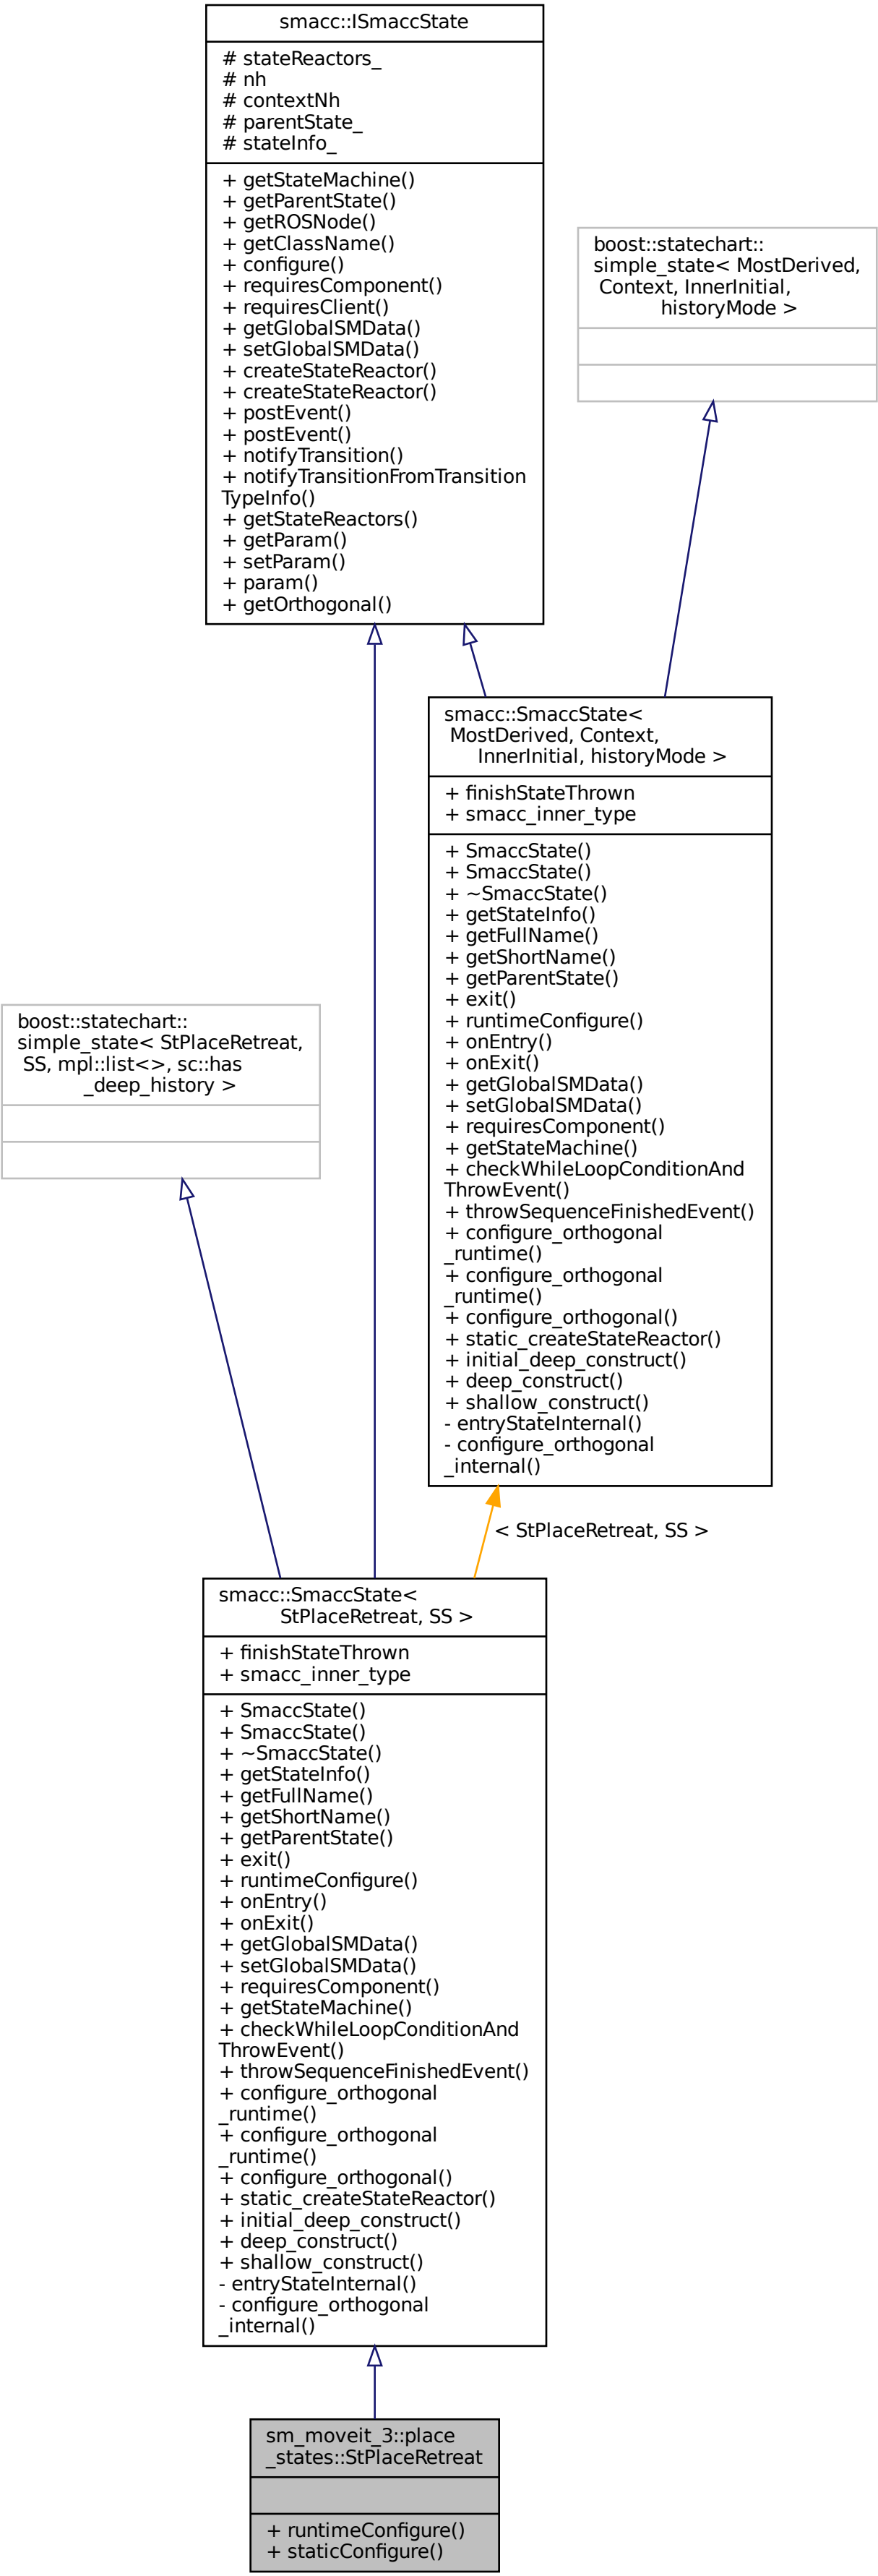 smacc::ISmaccState
# stateReactors_
# nh
# contextNh
# parentState_
# stateInfo_
+ getStateMachine()
+ getParentState()
+ getROSNode()
+ getClassName()
+ configure()
+ requiresComponent()
+ requiresClient()
+ getGlobalSMData()
+ setGlobalSMData()
+ createStateReactor()
+ createStateReactor()
+ postEvent()
+ postEvent()
+ notifyTransition()
+ notifyTransitionFromTransition
TypeInfo()
+ getStateReactors()
+ getParam()
+ setParam()
+ param()
+ getOrthogonal()
boost::statechart::
simple_state< MostDerived,
Context, InnerInitial,
historyMode >
smacc::SmaccState<
MostDerived, Context,
InnerInitial, historyMode >
+ finishStateThrown
+ smacc_inner_type
+ SmaccState()
+ SmaccState()
+ ~SmaccState()
+ getStateInfo()
+ getFullName()
+ getShortName()
+ getParentState()
+ exit()
+ runtimeConfigure()
+ onEntry()
+ onExit()
+ getGlobalSMData()
+ setGlobalSMData()
+ requiresComponent()
+ getStateMachine()
+ checkWhileLoopConditionAnd
ThrowEvent()
+ throwSequenceFinishedEvent()
+ configure_orthogonal
_runtime()
+ configure_orthogonal
_runtime()
+ configure_orthogonal()
+ static_createStateReactor()
+ initial_deep_construct()
+ deep_construct()
+ shallow_construct()
- entryStateInternal()
- configure_orthogonal
_internal()
boost::statechart::
simple_state< StPlaceRetreat,
SS, mpl::list<>, sc::has
_deep_history >
< StPlaceRetreat, SS >
smacc::SmaccState<
StPlaceRetreat, SS >
+ finishStateThrown
+ smacc_inner_type
+ SmaccState()
+ SmaccState()
+ ~SmaccState()
+ getStateInfo()
+ getFullName()
+ getShortName()
+ getParentState()
+ exit()
+ runtimeConfigure()
+ onEntry()
+ onExit()
+ getGlobalSMData()
+ setGlobalSMData()
+ requiresComponent()
+ getStateMachine()
+ checkWhileLoopConditionAnd
ThrowEvent()
+ throwSequenceFinishedEvent()
+ configure_orthogonal
_runtime()
+ configure_orthogonal
_runtime()
+ configure_orthogonal()
+ static_createStateReactor()
+ initial_deep_construct()
+ deep_construct()
+ shallow_construct()
- entryStateInternal()
- configure_orthogonal
_internal()
sm_moveit_3::place
_states::StPlaceRetreat
+ runtimeConfigure()
+ staticConfigure()